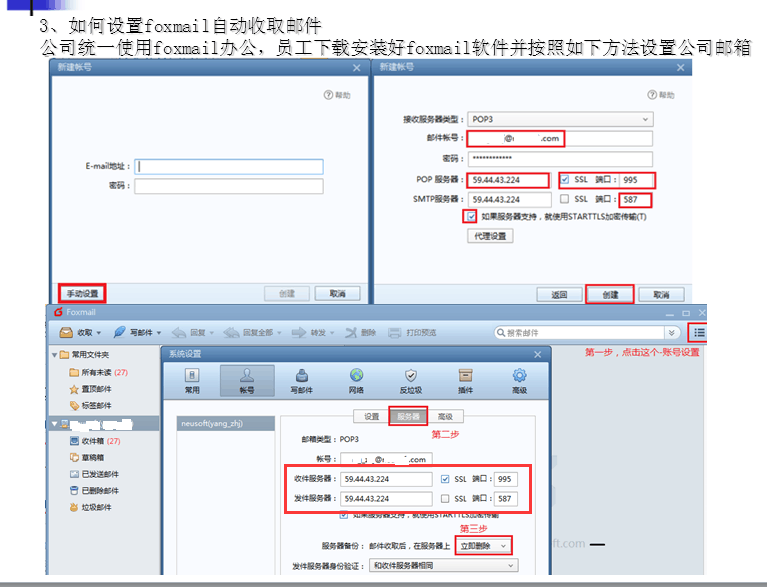 3、如何设置foxmail自动收取邮件
公司统一使用foxmail办公，员工下载安装好foxmail软件并按照如下方法设置公司邮箱
新建帐号
帮助
E-mail地址：
密码：
手动设置 创建 取消
新建帐号
帮助
接收服务器类型： POP3
邮件帐号： @ .com
密码： ************
POP 服务器： 59.44.43.224 SSL 端口： 995
SMTP服务器： 59.44.43.224 SSL 端口： 587
如果服务器支持，就使用STARTTLS加密传输(T)
代理设置
返回 创建 取消
Foxmail
收取 写邮件 回复 回复全部 转发 删除 打印预览 搜索邮件
第一步，点击这个-账号设置
常用文件夹
所有未读 (27)
置顶邮件
标签邮件
收件箱 (27)
草稿箱
已发送邮件
已删除邮件
垃圾邮件
系统设置
常用 帐号 写邮件 网络 反垃圾 插件 高级
neusoft(yang_zhj)
设置 服务器 高级
第二步
邮箱类型： POP3
帐号： @ .com
收件服务器： 59.44.43.224 SSL 端口： 995
发件服务器： 59.44.43.224 SSL 端口： 587
如果服务器支持，就使用STARTTLS加密传输
第三步
服务器备份： 邮件收取后，在服务器上 立即删除
发件服务器身份验证： 和收件服务器相同
ft.com